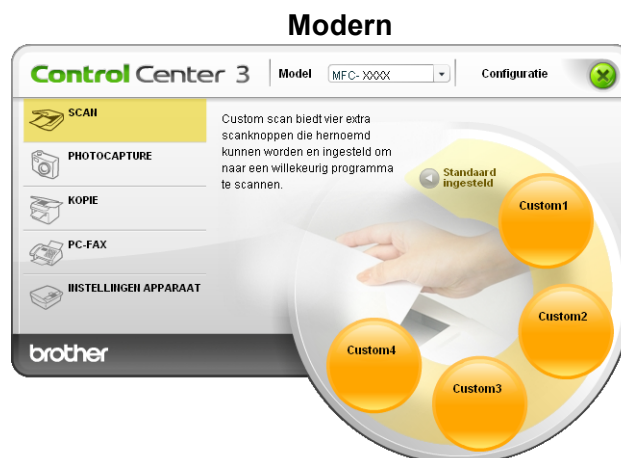 Modern
Control Center 3
Model
MFC-XXXX
Configuratie
SCAN
PHOTOCAPTURE
KOPIE
PC-FAX
INSTELLINGEN APPARAAT
Custom scan biedt vier extra
scanknoppen die hernoemd
kunnen worden en ingesteld om
naar een willekeurig programma
te scannen.
Standaard
ingesteld
Custom1
Custom2
Custom3
Custom4
brother